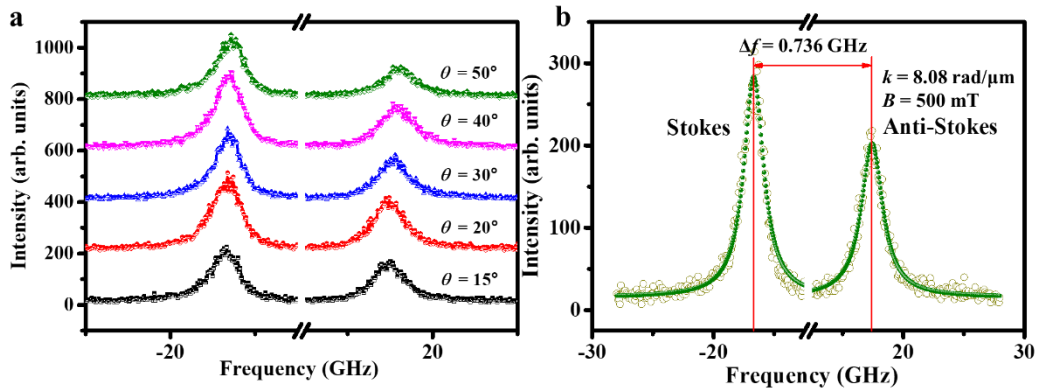 a
1000
800
600
400
200
0
Intensity (arb. units)
θ = 50°
θ = 40°
θ = 30°
θ = 20°
θ = 15°
-20
20
Frequency (GHz)
b
300
200
100
0
Intensity (arb. units)
Δf = 0.736 GHz
k = 8.08 rad/μm
B = 500 mT
Stokes
Anti-Stokes
-30
-20
20
30
Frequency (GHz)